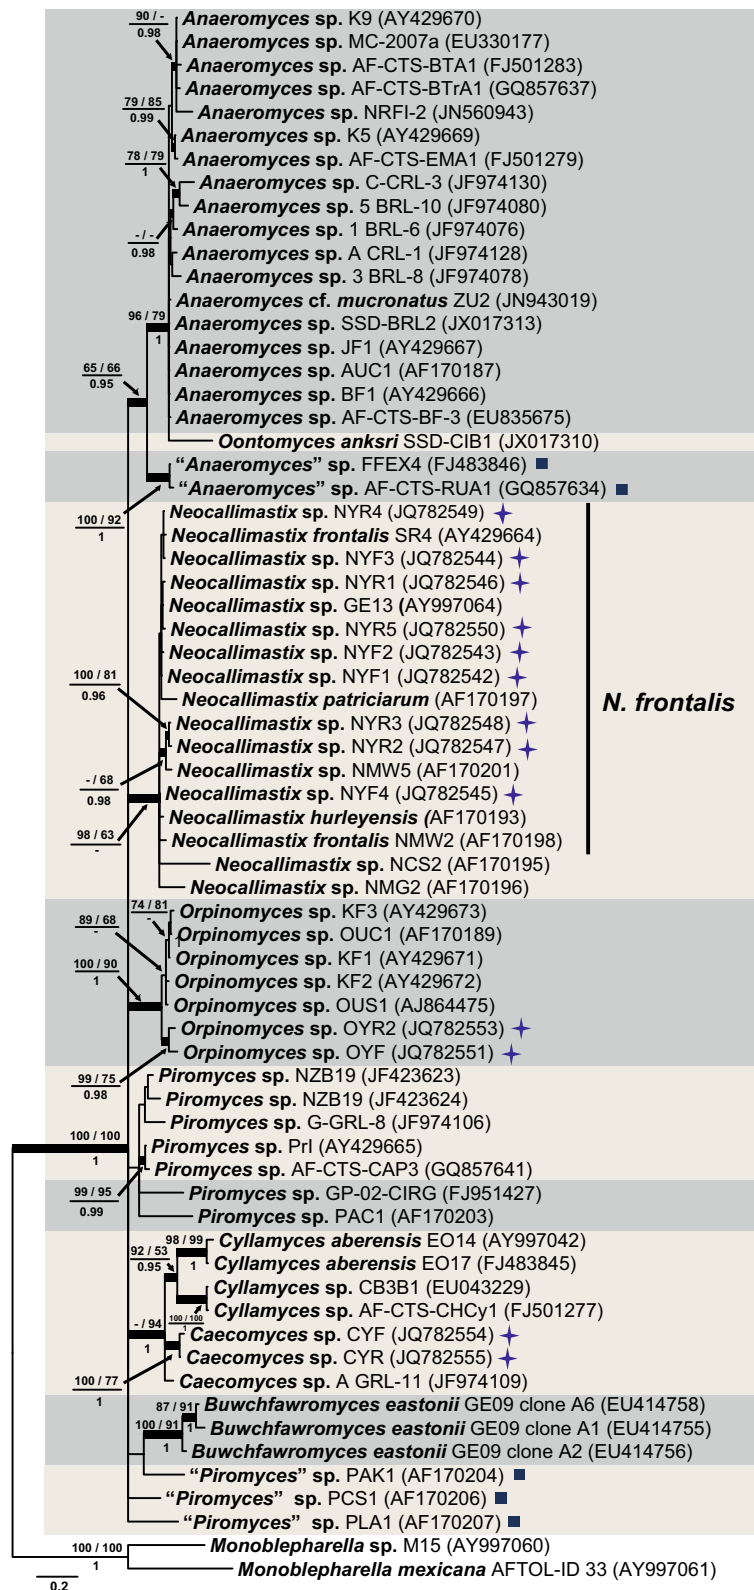 90 / -
0.98
Anaeromyces sp. K9 (AY429670)
Anaeromyces sp. MC-2007a (EU330177)
Anaeromyces sp. AF-CTS-BTA1 (FJ501283)
Anaeromyces sp. AF-CTS-BTrA1 (GQ857637)
79 / 85
0.99
Anaeromyces sp. NRFI-2 (JN560943)
Anaeromyces sp. K5 (AY429669)
78 / 79
1
Anaeromyces sp. AF-CTS-EMA1 (FJ501279)
Anaeromyces sp. C-CRL-3 (JF974130)
Anaeromyces sp. 5 BRL-10 (JF974080)
- / -
0.98
Anaeromyces sp. 1 BRL-6 (JF974076)
Anaeromyces sp. A CRL-1 (JF974128)
Anaeromyces sp. 3 BRL-8 (JF974078)
Anaeromyces cf. mucronatus ZU2 (JN943019)
96 / 79
1
Anaeromyces sp. SSD-BRL2 (JX017313)
Anaeromyces sp. JF1 (AY429667)
65 / 66
0.95
Anaeromyces sp. AUC1 (AF170187)
Anaeromyces sp. BF1 (AY429666)
Anaeromyces sp. AF-CTS-BF-3 (EU835675)
Oontomyces anksri SSD-CIB1 (JX017310)
“Anaeromyces” sp. FFEX4 (FJ483846)
“Anaeromyces” sp. AF-CTS-RUA1 (GQ857634)
100 / 92
1
Neocallimastix sp. NYR4 (JQ782549)
Neocallimastix frontalis SR4 (AY429664)
Neocallimastix sp. NYF3 (JQ782544)
Neocallimastix sp. NYR1 (JQ782546)
Neocallimastix sp. GE13 (AY997064)
Neocallimastix sp. NYR5 (JQ782550)
Neocallimastix sp. NYF2 (JQ782543)
100 / 81
0.96
Neocallimastix sp. NYF1 (JQ782542)
Neocallimastix patriciarum (AF170197)
N. frontalis
Neocallimastix sp. NYR3 (JQ782548)
Neocallimastix sp. NYR2 (JQ782547)
Neocallimastix sp. NMW5 (AF170201)
- / 68
0.98
Neocallimastix sp. NYF4 (JQ782545)
Neocallimastix hurleyensis (AF170193)
98 / 63
-
Neocallimastix frontalis NMW2 (AF170198)
Neocallimastix sp. NCS2 (AF170195)
Neocallimastix sp. NMG2 (AF170196)
74 / 81
-
Orpinomyces sp. KF3 (AY429673)
89 / 68
-
Orpinomyces sp. OUC1 (AF170189)
Orpinomyces sp. KF1 (AY429671)
100 / 90
1
Orpinomyces sp. KF2 (AY429672)
Orpinomyces sp. OUS1 (AJ864475)
Orpinomyces sp. OYR2 (JQ782553)
Orpinomyces sp. OYF (JQ782551)
99 / 75
0.98
Piromyces sp. NZB19 (JF423623)
Piromyces sp. NZB19 (JF423624)
Piromyces sp. G-GRL-8 (JF974106)
100 / 100
1
Piromyces sp. PrI (AY429665)
Piromyces sp. AF-CTS-CAP3 (GQ857641)
99 / 95
0.99
Piromyces sp. GP-02-CIRG (FJ951427)
Piromyces sp. PAC1 (AF170203)
98 / 99
1
Cyllamyces aberensis EO14 (AY997042)
92 / 53
0.95
Cyllamyces aberensis EO17 (FJ483845)
Cyllamyces sp. CB3B1 (EU043229)
Cyllamyces sp. AF-CTS-CHCy1 (FJ501277)
100 / 100
1
- / 94
1
Caecomyces sp. CYF (JQ782554)
Caecomyces sp. CYR (JQ782555)
Caecomyces sp. A GRL-11 (JF974109)
100 / 77
1
87 / 91
1
Buwchfawromyces eastonii GE09 clone A6 (EU414758)
100 / 91
1
Buwchfawromyces eastonii GE09 clone A1 (EU414755)
Buwchfawromyces eastonii GE09 clone A2 (EU414756)
“Piromyces” sp. PAK1 (AF170204)
“Piromyces” sp. PCS1 (AF170206)
“Piromyces” sp. PLA1 (AF170207)
100 / 100
1
Monoblepharella sp. M15 (AY997060)
Monoblepharella mexicana AFTOL-ID 33 (AY997061)
0.2